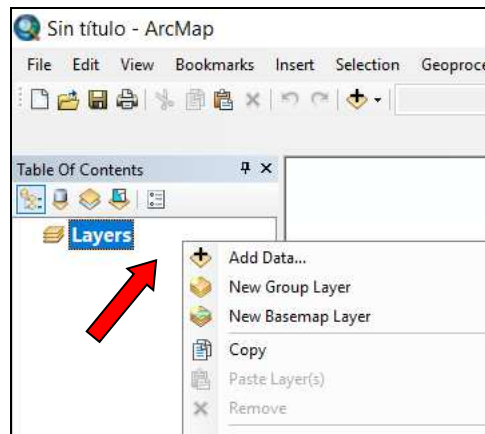 Sin título - ArcMap
File Edit View Bookmarks Insert Selection Geoproce
Table Of Contents
Layers
Add Data...
New Group Layer
New Basemap Layer
Copy
Paste Layer(s)
Remove